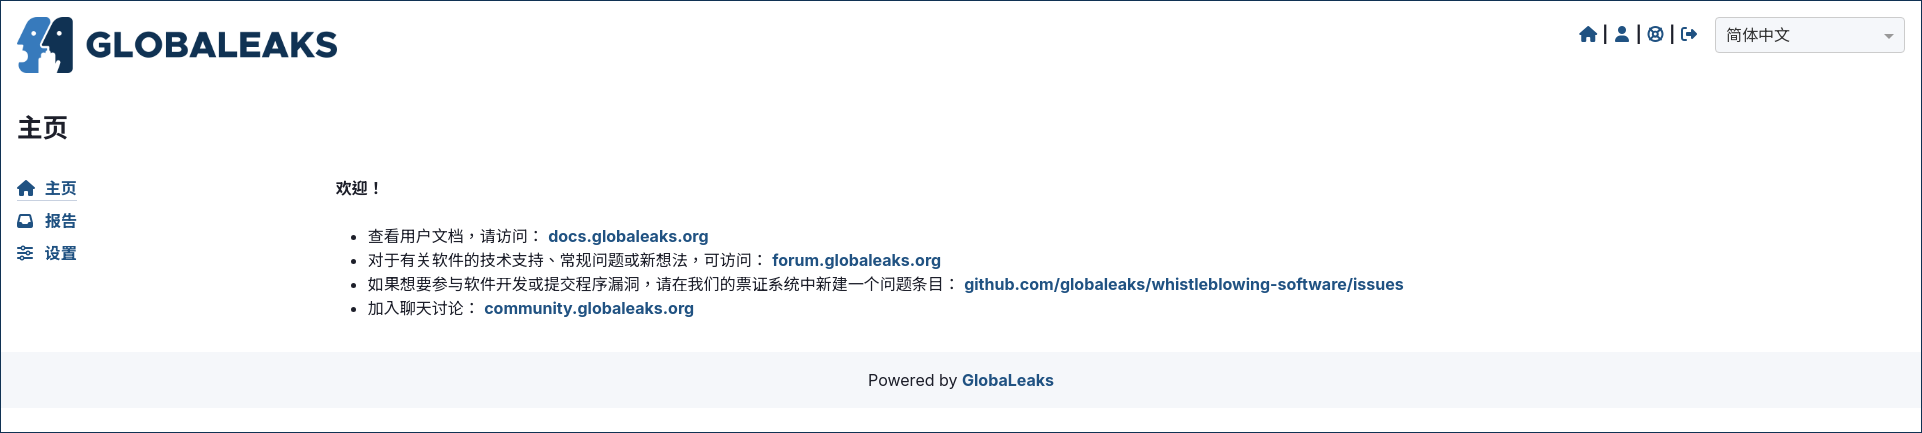 GLOBALEAKS
简体中文
主页
主页
报告
设置
欢迎！
查看用户文档，请访问： docs.globaleaks.org
对于有关软件的技术支持、常规问题或新想法，可访问： forum.globaleaks.org
如果想要参与软件开发或提交程序漏洞，请在我们的票证系统中新建一个问题条目： github.com/globaleaks/whistleblowing-software/issues
加入聊天讨论： community.globaleaks.org
Powered by GlobaLeaks